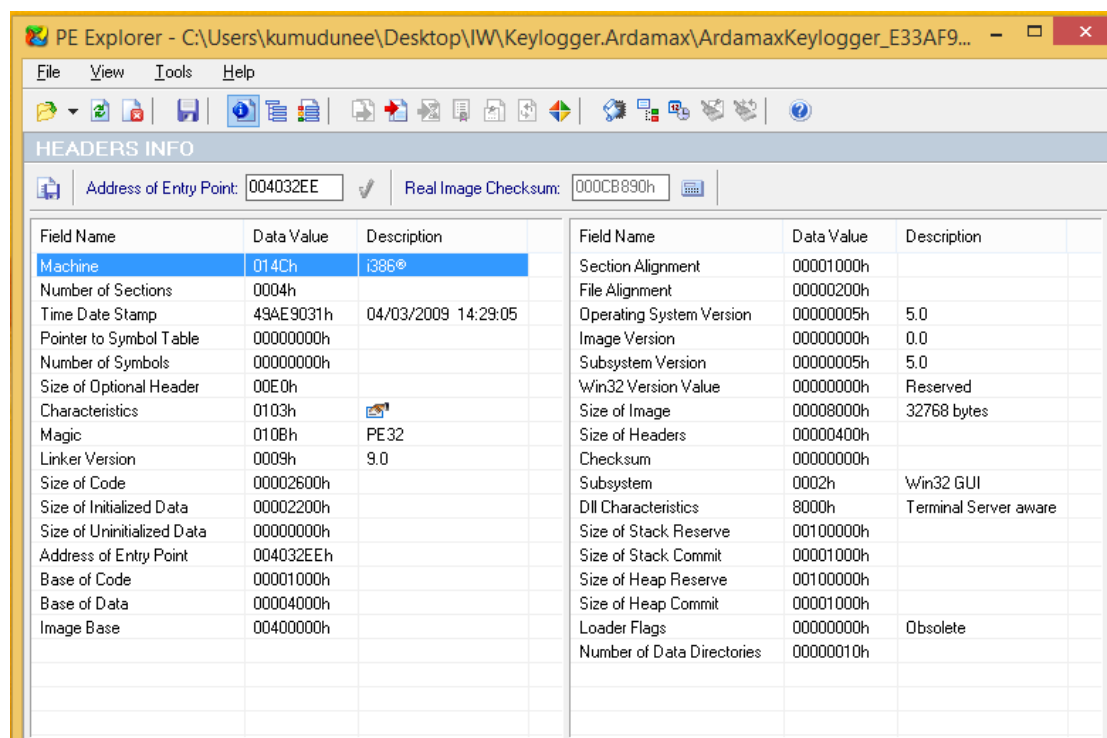 PE Explorer - C:\Users\kumudunee\Desktop\IW\Keylogger.Ardamax\ArdamaxKeylogger_E33AF9...
File View Tools Help
HEADERS INFO
Address of Entry Point: 004032EE Real Image Checksum: 000CB890h
Field Name Data Value Description Field Name Data Value Description
Machine 014Ch i386® Section Alignment 00001000h
Number of Sections 0004h File Alignment 00000200h
Time Date Stamp 49AE9031h 04/03/2009 14:29:05 Operating System Version 00000005h 5.0
Pointer to Symbol Table 00000000h Image Version 00000000h 0.0
Number of Symbols 00000000h Subsystem Version 00000005h 5.0
Size of Optional Header 00E0h Win32 Version Value 00000000h Reserved
Characteristics 0103h Size of Image 00008000h 32768 bytes
Magic 010Bh PE32 Size of Headers 00000400h
Linker Version 0009h 9.0 Checksum 00000000h
Size of Code 00002600h Subsystem 0002h Win32 GUI
Size of Initialized Data 00002200h Dll Characteristics 8000h Terminal Server aware
Size of Uninitialized Data 00000000h Size of Stack Reserve 00100000h
Address of Entry Point 004032EEh Size of Stack Commit 00001000h
Base of Code 00001000h Size of Heap Reserve 00100000h
Base of Data 00004000h Size of Heap Commit 00001000h
Image Base 00400000h Loader Flags 00000000h Obsolete
Number of Data Directories 00000010h